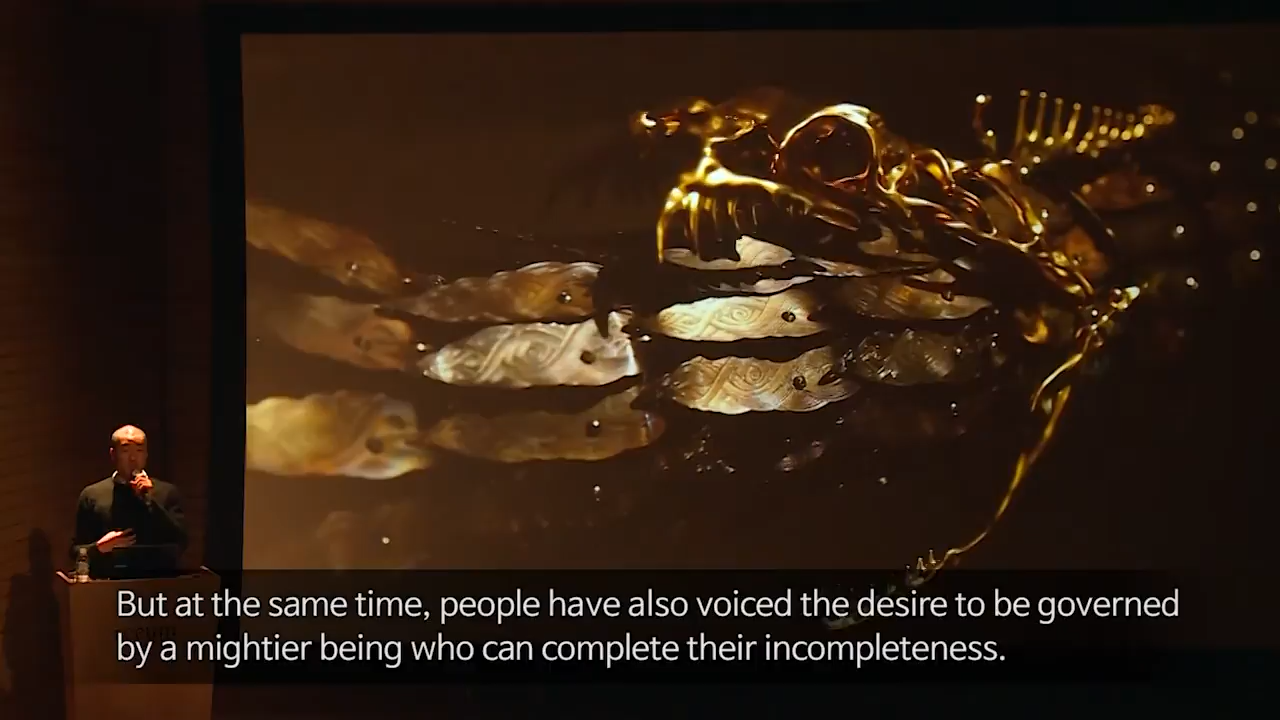 But at the same time, people have also voiced the desire to be governed
by a mightier being who can complete their incompleteness.